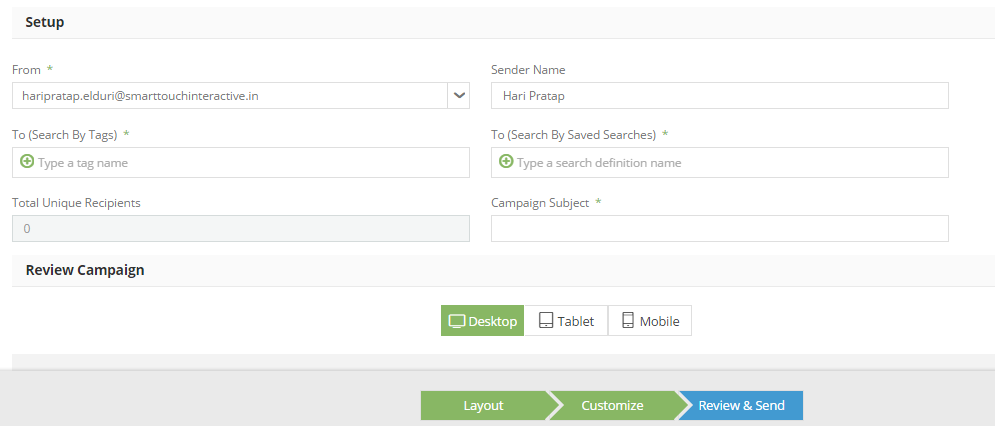 Setup
From *
Sender Name
haripratap.elduri@smarttouchinteractive.in
Hari Pratap
To (Search By Tags) *
To (Search By Saved Searches) *
Type a tag name
Type a search definition name
Total Unique Recipients
Campaign Subject *
0
Review Campaign
Desktop
Tablet
Mobile
Layout
Customize
Review & Send